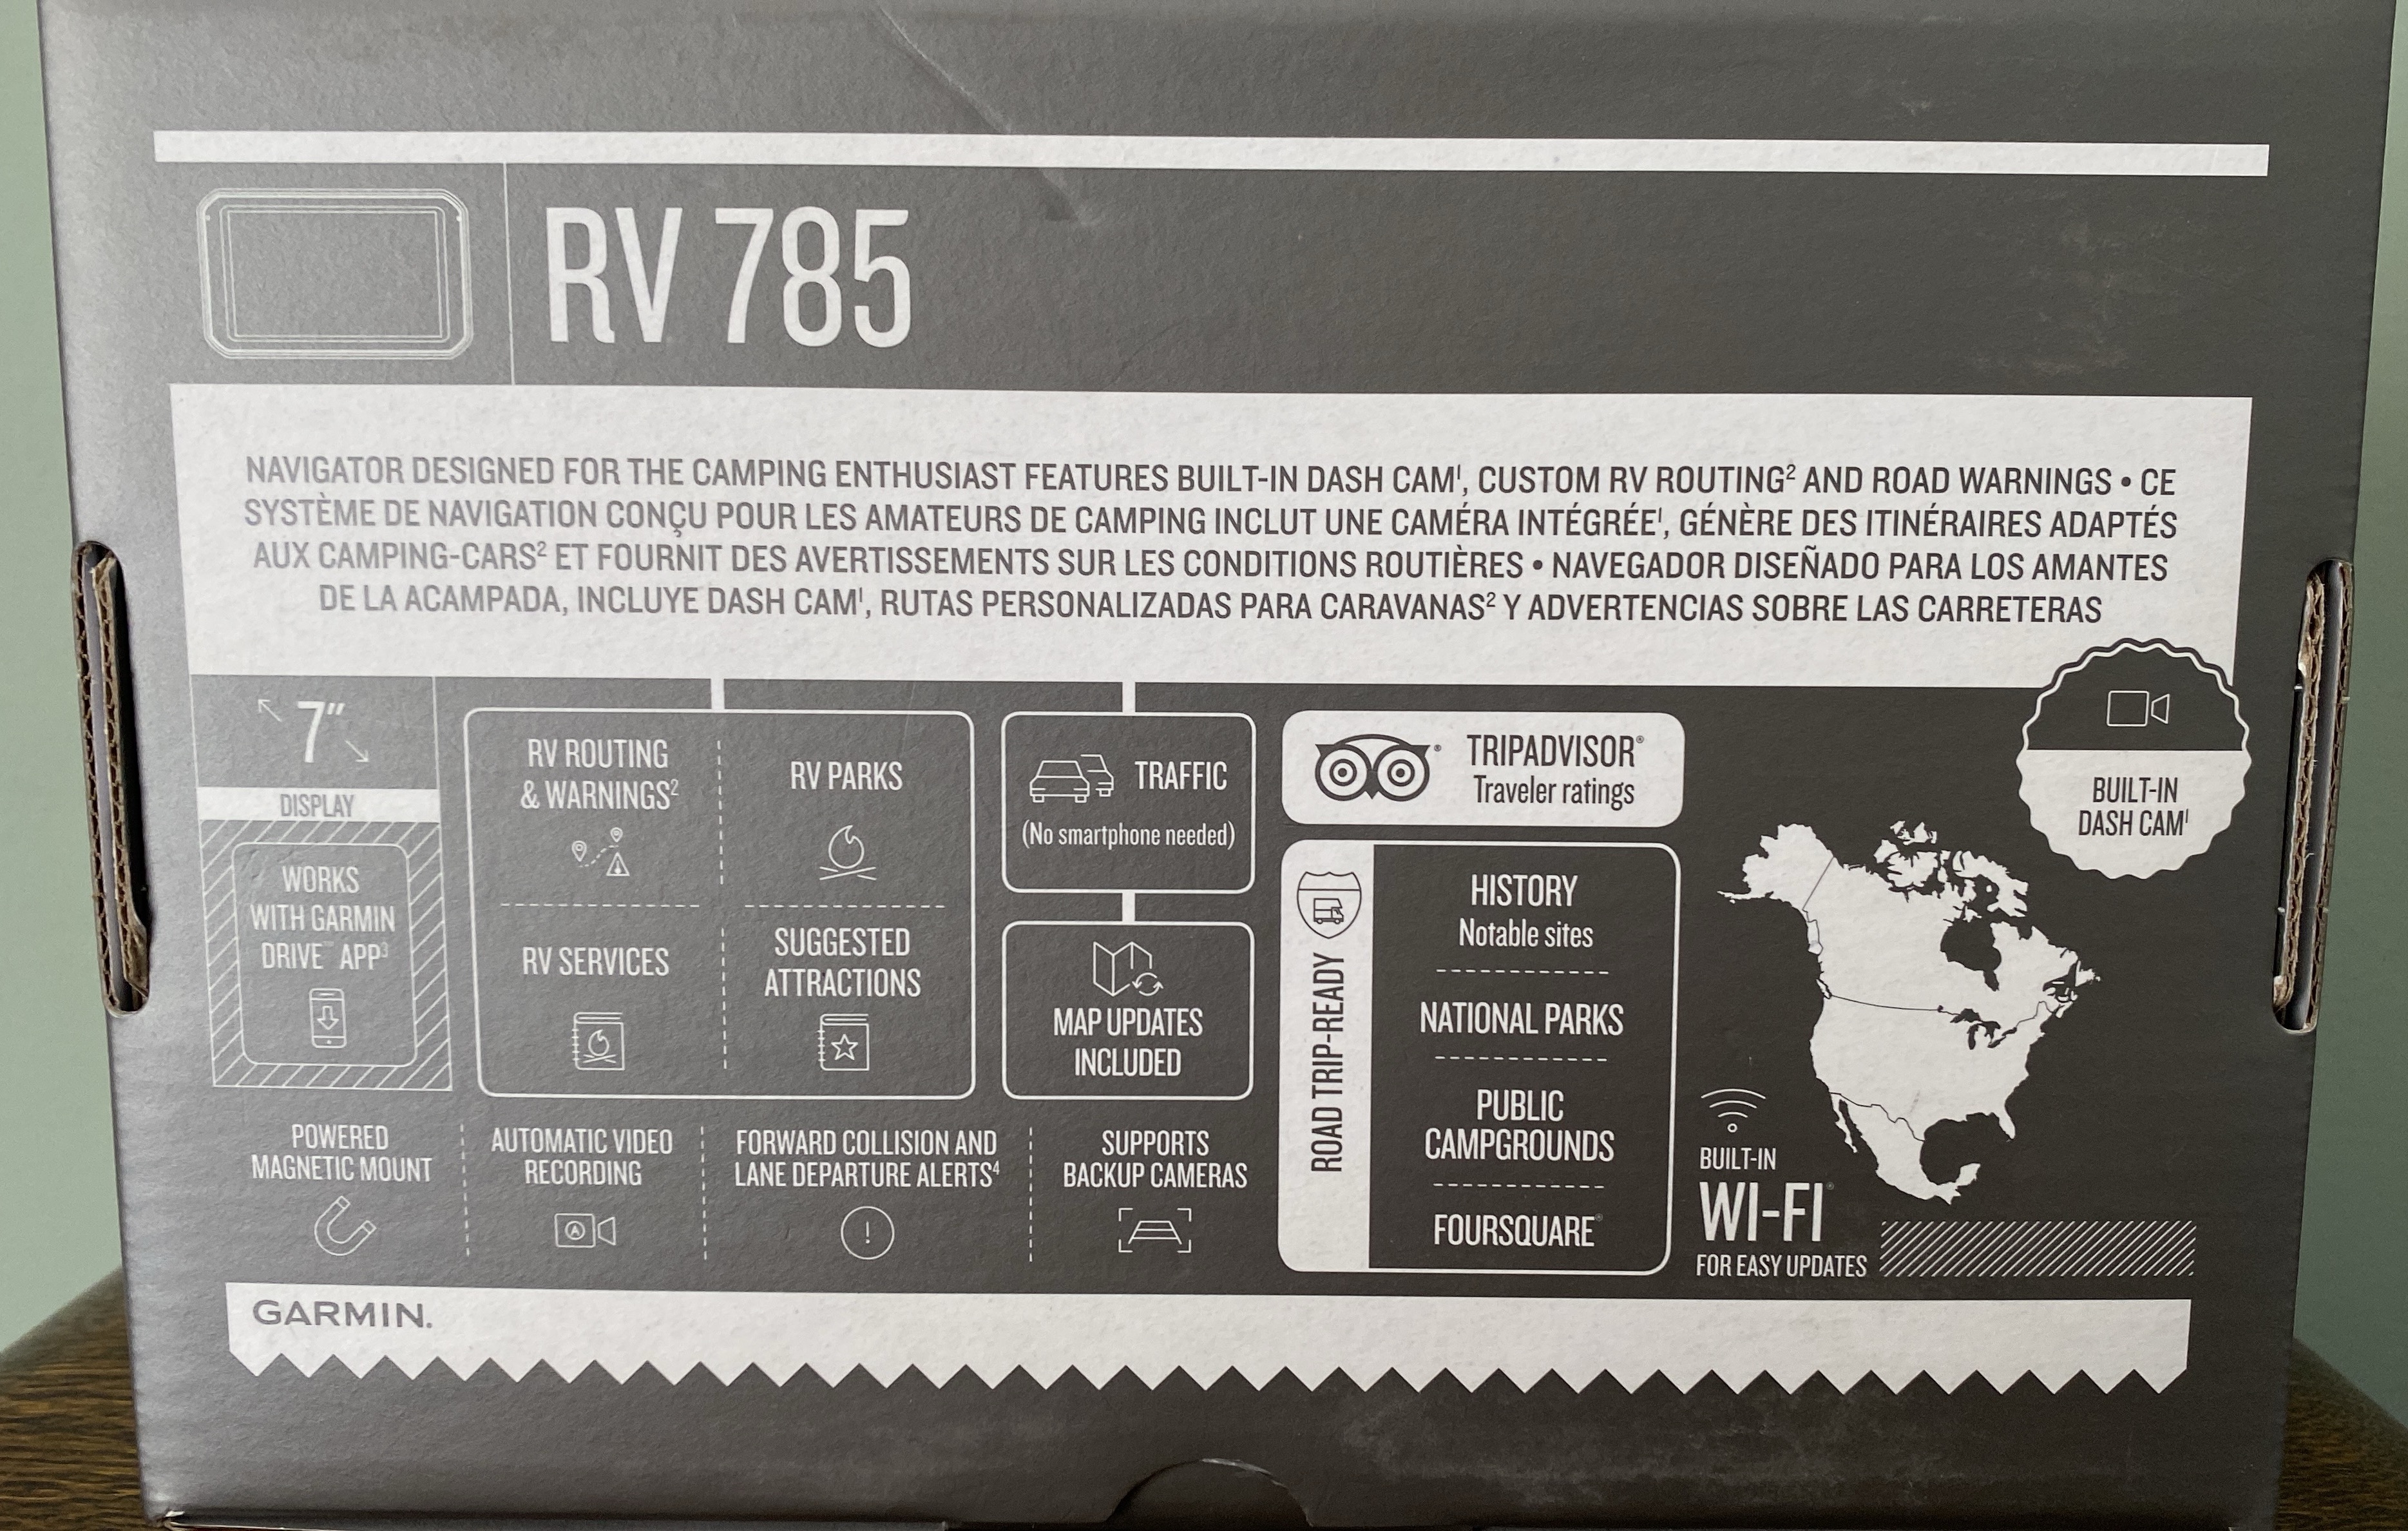 RV 785
NAVIGATOR DESIGNED FOR THE CAMPING ENTHUSIAST FEATURES BUILT-IN DASH CAM¹, CUSTOM RV ROUTING² AND ROAD WARNINGS • CE
SYSTÈME DE NAVIGATION CONÇU POUR LES AMATEURS DE CAMPING INCLUT UNE CAMÉRA INTÉGRÉE¹, GÉNÈRE DES ITINÉRAIRES ADAPTÉS
AUX CAMPING-CARS² ET FOURNIT DES AVERTISSEMENTS SUR LES CONDITIONS ROUTIÈRES • NAVEGADOR DISEÑADO PARA LOS AMANTES
DE LA ACAMPADA, INCLUYE DASH CAM¹, RUTAS PERSONALIZADAS PARA CARAVANAS² Y ADVERTENCIAS SOBRE LAS CARRETERAS
7"
DISPLAY
WORKS
WITH GARMIN
DRIVE™ APP³
RV ROUTING
& WARNINGS²
RV PARKS
RV SERVICES
SUGGESTED
ATTRACTIONS
TRAFFIC
(No smartphone needed)
MAP UPDATES
INCLUDED
TRIPADVISOR®
Traveler ratings
ROAD TRIP-READY
HISTORY
Notable sites
NATIONAL PARKS
PUBLIC
CAMPGROUNDS
FOURSQUARE®
BUILT-IN
DASH CAM¹
BUILT-IN
WI-FI®
FOR EASY UPDATES
POWERED
MAGNETIC MOUNT
AUTOMATIC VIDEO
RECORDING
A
FORWARD COLLISION AND
LANE DEPARTURE ALERTS⁴
SUPPORTS
BACKUP CAMERAS
GARMIN.